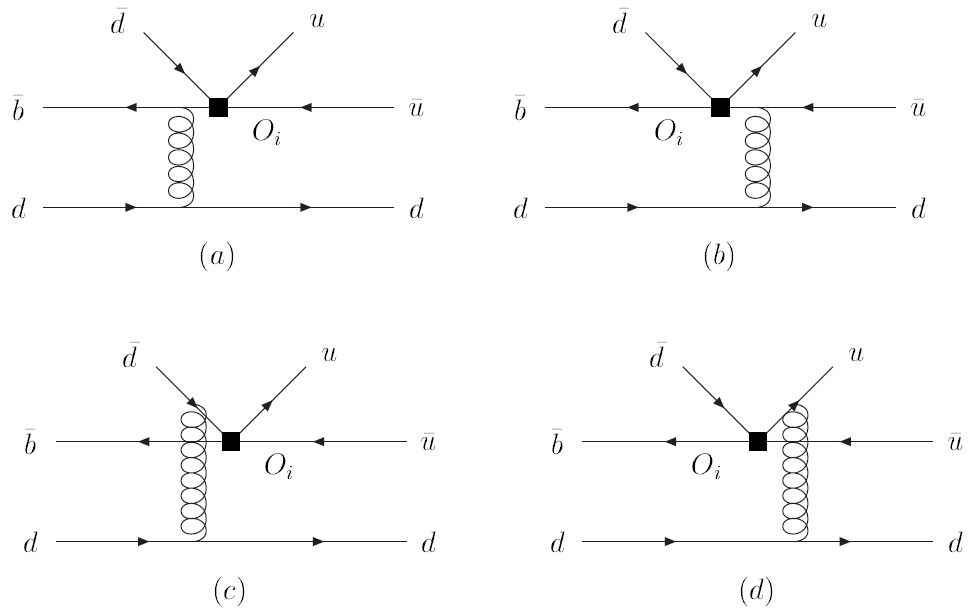 d̄ u d̄ u
b̄ ū b̄ ū
O_i O_i
d d d d
(a) (b)
d̄ u d̄ u
b̄ ū b̄ ū
O_i O_i
d d d d
(c) (d)